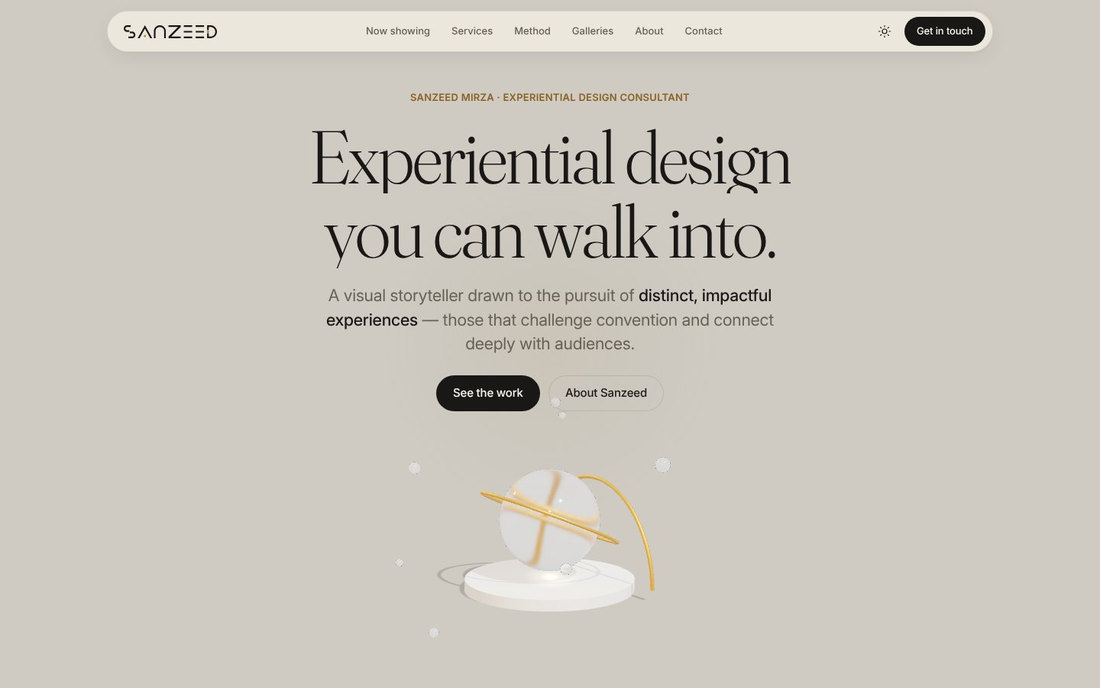 SANZEED
Now showing
Services
Method
Galleries
About
Contact
Get in touch
SANZEED MIRZA · EXPERIENTIAL DESIGN CONSULTANT
Experiential design
you can walk into.
A visual storyteller drawn to the pursuit of distinct, impactful
experiences — those that challenge convention and connect
deeply with audiences.
See the work
About Sanzeed